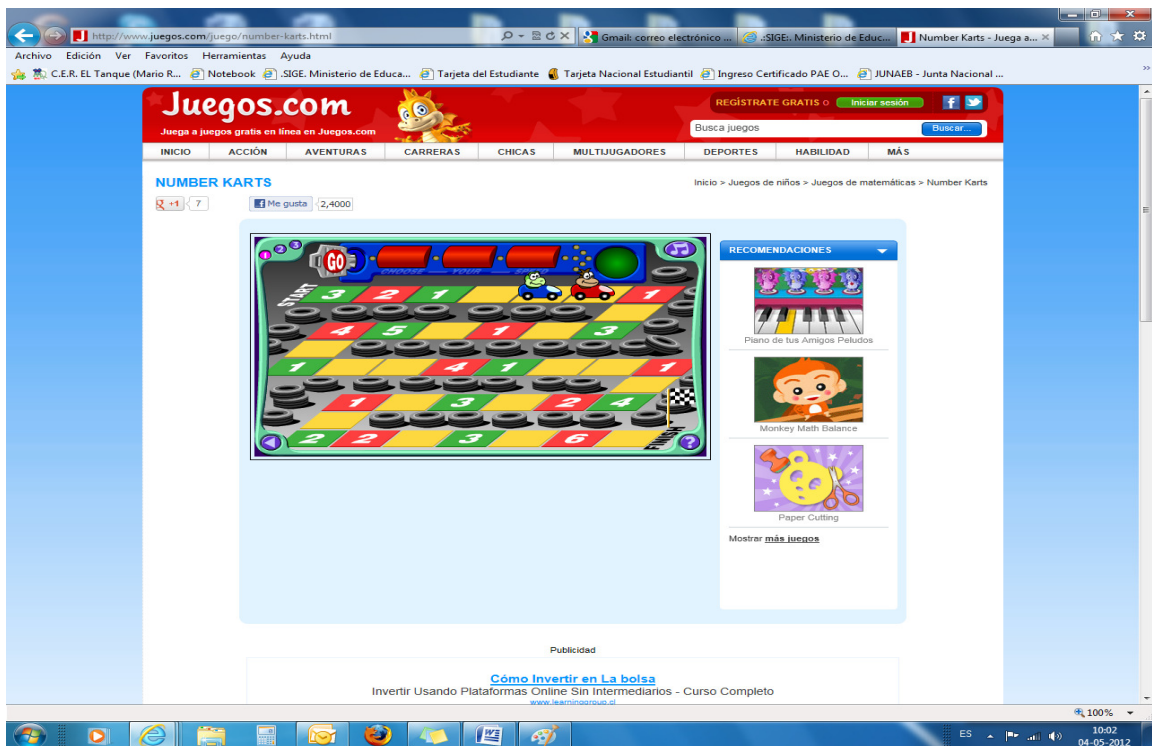 http://www.juegos.com/juego/number-karts.html
Gmail: correo electrónico ...
.:SIGE:. Ministerio de Educ...
Number Karts - Juega a...
Archivo Edición Ver Favoritos Herramientas Ayuda
C.E.R. EL Tanque (Mario R... Notebook .SIGE. Ministerio de Educa... Tarjeta del Estudiante Tarjeta Nacional Estudiantil Ingreso Certificado PAE O... JUNAEB - Junta Nacional ...
Juegos.com
Juega a juegos gratis en línea en Juegos.com
REGÍSTRATE GRATIS O Iniciar sesión
Busca juegos Buscar...
INICIO ACCIÓN AVENTURAS CARRERAS CHICAS MULTIJUGADORES DEPORTES HABILIDAD MÁS
NUMBER KARTS
Inicio > Juegos de niños > Juegos de matemáticas > Number Karts
+1 7 Me gusta 2,4000
1 2 3
GO
CHOOSE YOUR
START
3 2 1 1
4 5 1 3
1 4 1 1
1 3 2 4
2 2 3 6
FINISH
?
RECOMENDACIONES
Piano de tus Amigos Peludos
Monkey Math Balance
Paper Cutting
Mostrar más juegos
Publicidad
Cómo Invertir en La bolsa
Invertir Usando Plataformas Online Sin Intermediarios - Curso Completo
www.learninggroup.cl
100%
ES
10:02
04-05-2012